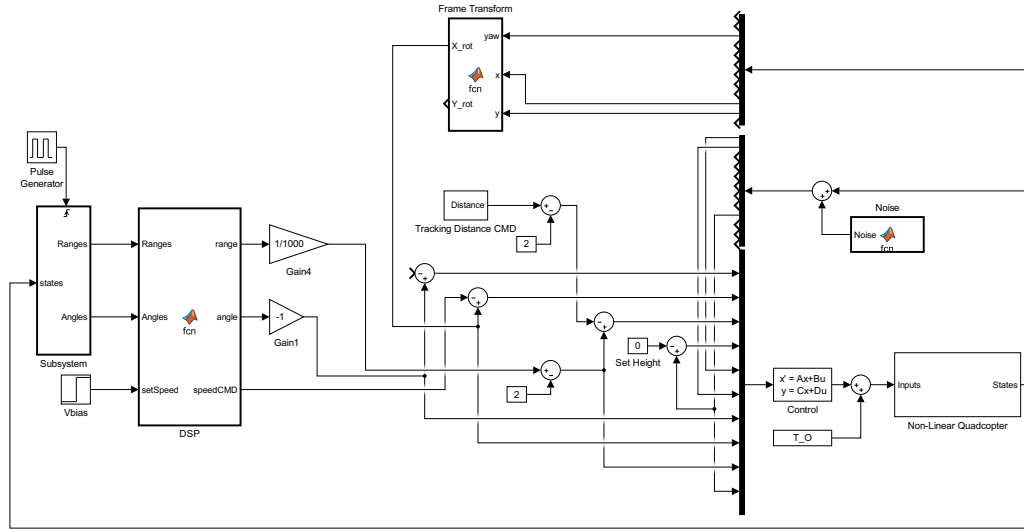 Frame Transform
X_rot
yaw
x
fcn
Y_rot
y
Pulse
Generator
Ranges
states
Angles
Subsystem
Vbias
Ranges
range
Angles
fcn
angle
setSpeed
speedCMD
DSP
1/1000
Gain4
-1
Gain1
Distance
Tracking Distance CMD
2
Noise
Noise
fcn
0
Set Height
2
x' = Ax+Bu
y = Cx+Du
Control
T_O
Inputs
States
Non-Linear Quadcopter